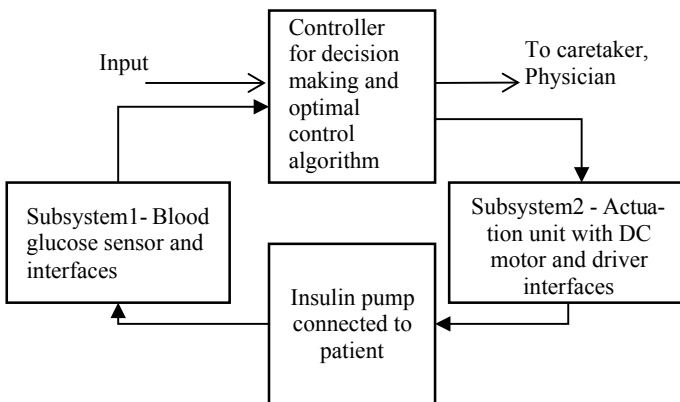 Input
Controller
for decision
making and
optimal
control
algorithm
To caretaker,
Physician
Subsystem1- Blood
glucose sensor and
interfaces
Subsystem2 - Actua-
tion unit with DC
motor and driver
interfaces
Insulin pump
connected to
patient